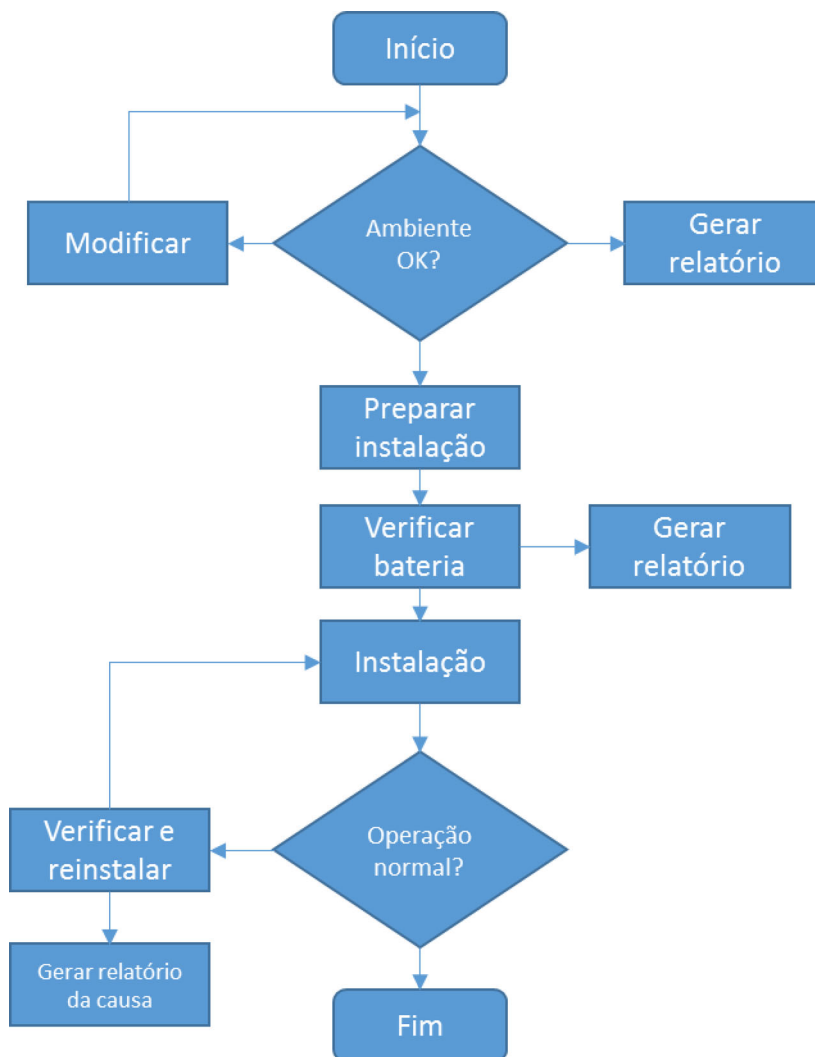 Início
Modificar
Ambiente
OK?
Gerar
relatório
Preparar
instalação
Verificar
bateria
Gerar
relatório
Instalação
Verificar e
reinstalar
Operação
normal?
Gerar relatório
da causa
Fim